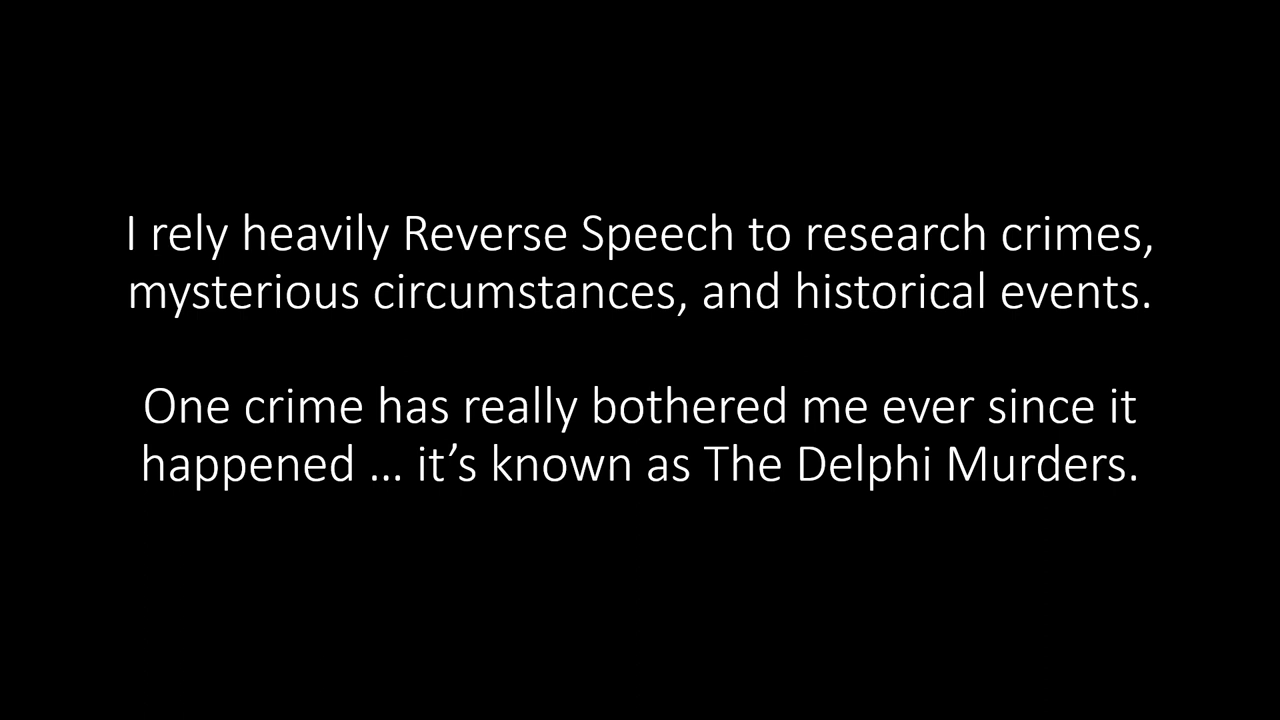 I rely heavily Reverse Speech to research crimes,
mysterious circumstances, and historical events.
One crime has really bothered me ever since it
happened … it’s known as The Delphi Murders.